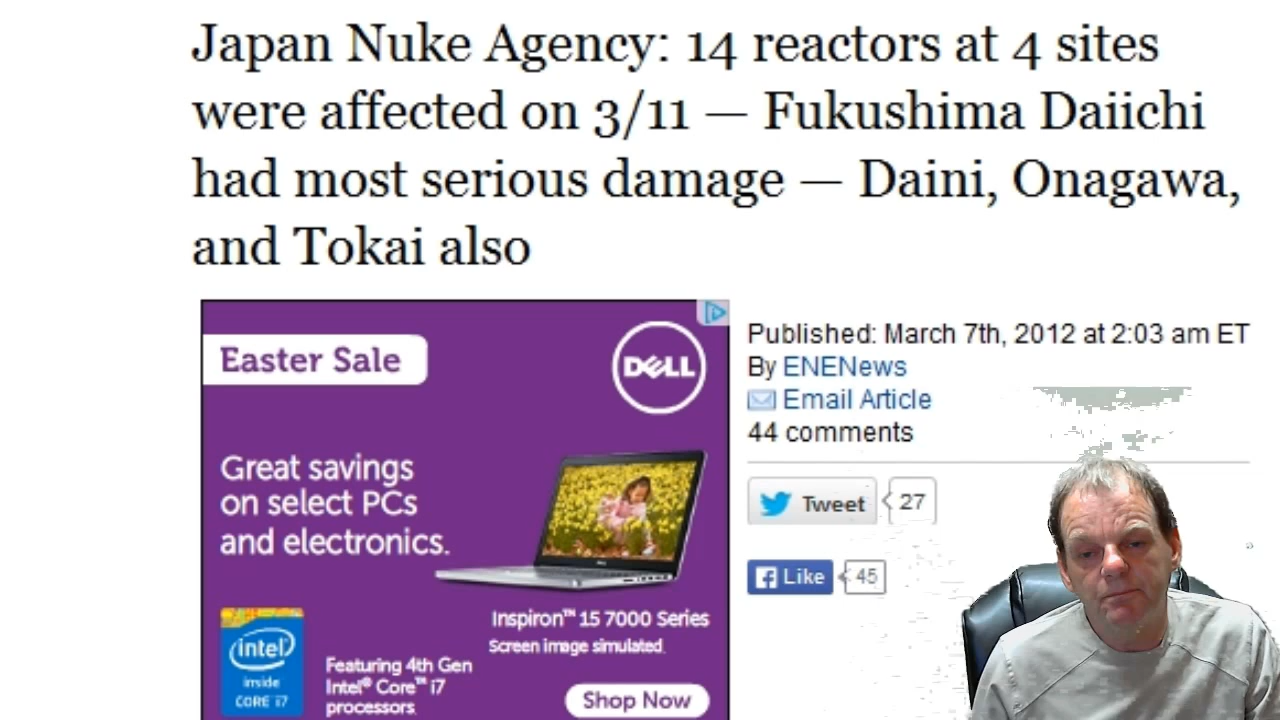 Japan Nuke Agency: 14 reactors at 4 sites
were affected on 3/11 — Fukushima Daiichi
had most serious damage — Daini, Onagawa,
and Tokai also
Easter Sale
DELL
Great savings
on select PCs
and electronics.
Inspiron™ 15 7000 Series
Screen image simulated.
intel
inside
CORE i7
Featuring 4th Gen
Intel® Core™ i7
processors.
Shop Now
Published: March 7th, 2012 at 2:03 am ET
By ENENews
Email Article
44 comments
Tweet 27
Like 45